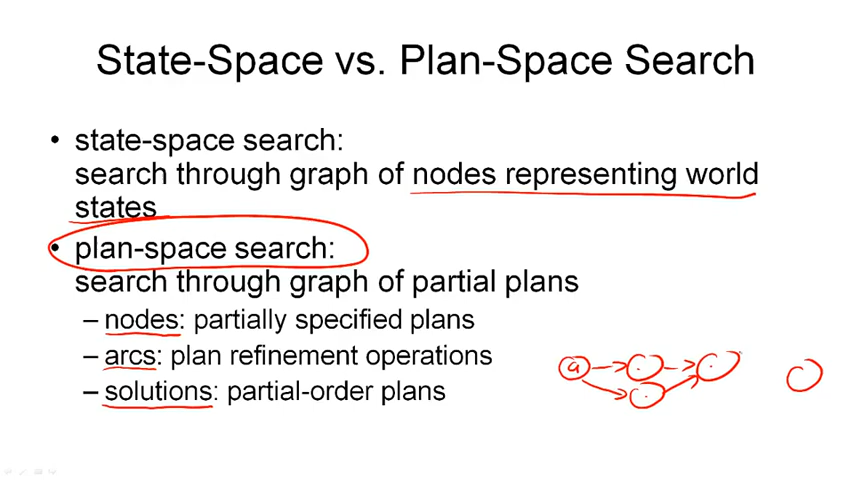 State-Space vs. Plan-Space Search
• state-space search:
search through graph of nodes representing world
states
• plan-space search:
search through graph of partial plans
– nodes: partially specified plans
– arcs: plan refinement operations
– solutions: partial-order plans
a